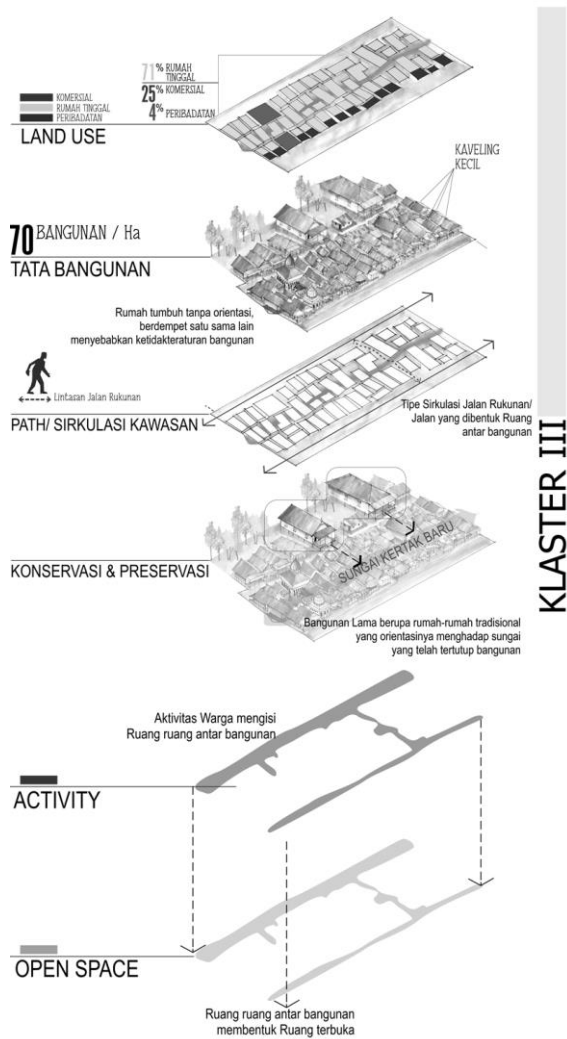 71% RUMAH
TINGGAL
25% KOMERSIAL
4% PERIBADATAN
KOMERSIAL
RUMAH TINGGAL
PERIBADATAN
LAND USE
KAVELING
KECIL
70 BANGUNAN / Ha
TATA BANGUNAN
Rumah tumbuh tanpa orientasi,
berdempet satu sama lain
menyebabkan ketidakteraturan bangunan
Lintasan Jalan Rukunan
PATH/ SIRKULASI KAWASAN
Tipe Sirkulasi Jalan Rukunan/
Jalan yang dibentuk Ruang
antar bangunan
KLASTER III
SUNGAI KERTAK BARU
KONSERVASI & PRESERVASI
Bangunan Lama berupa rumah-rumah tradisional
yang orientasinya menghadap sungai
yang telah tertutup bangunan
Aktivitas Warga mengisi
Ruang ruang antar bangunan
ACTIVITY
OPEN SPACE
Ruang ruang antar bangunan
membentuk Ruang terbuka